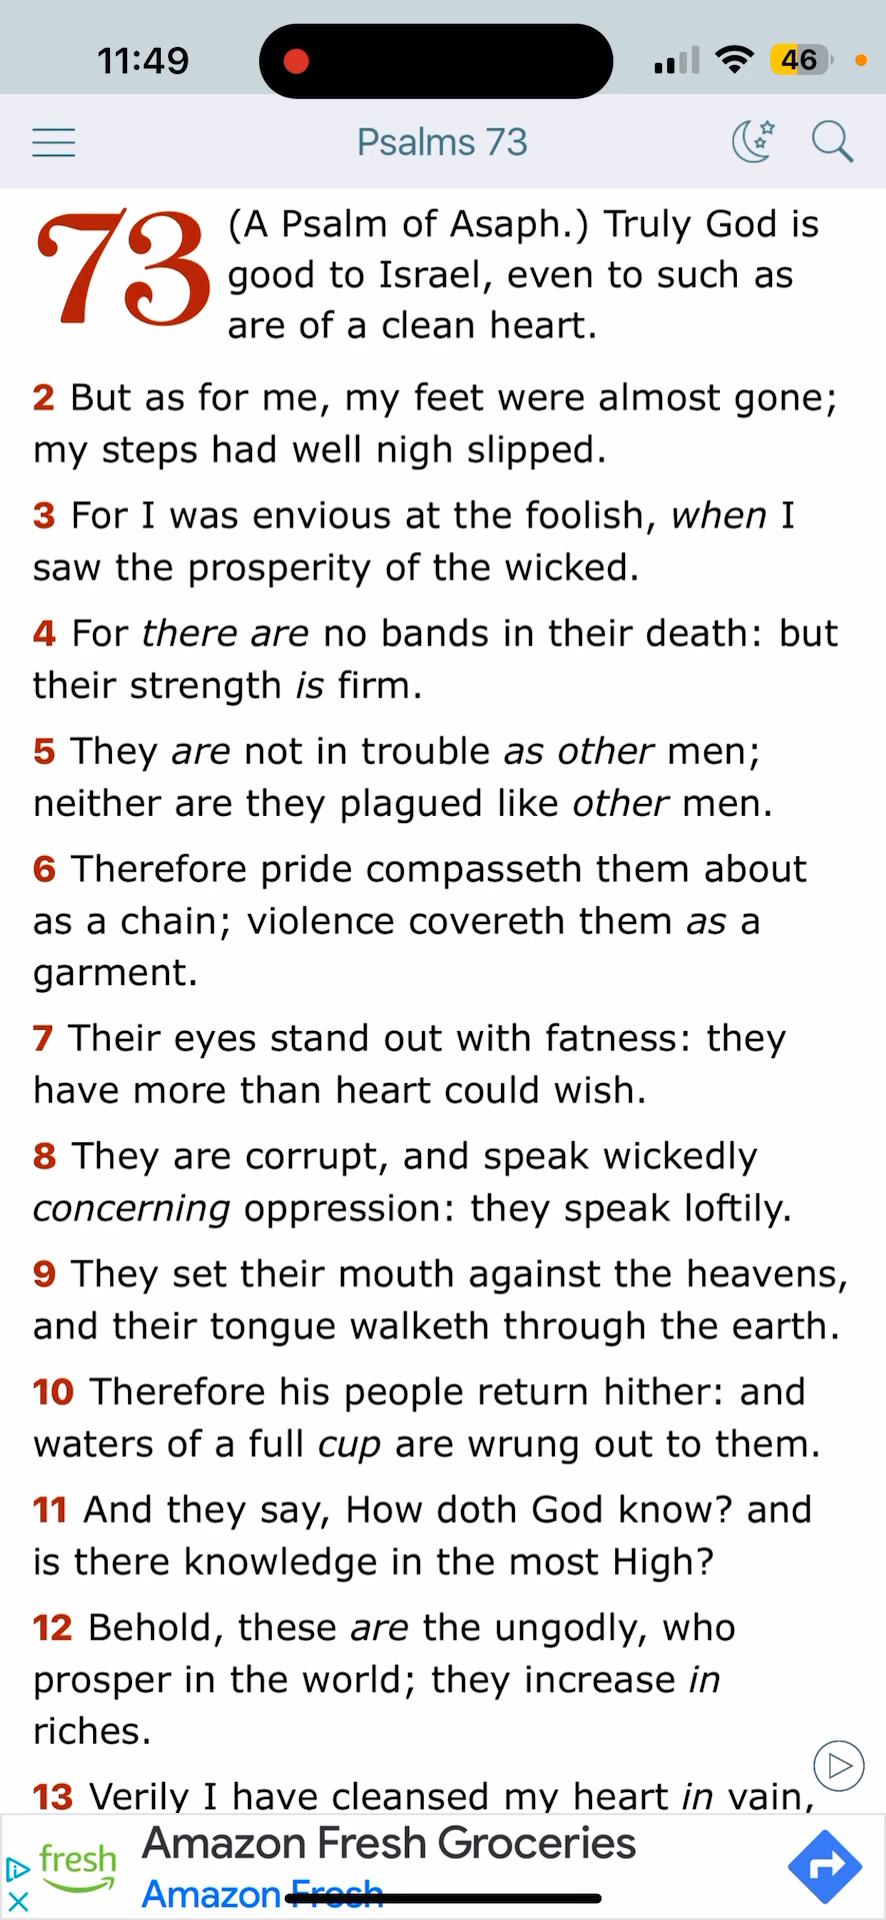 11:49
46
Psalms 73
73 (A Psalm of Asaph.) Truly God is
good to Israel, even to such as
are of a clean heart.
2 But as for me, my feet were almost gone;
my steps had well nigh slipped.
3 For I was envious at the foolish, when I
saw the prosperity of the wicked.
4 For there are no bands in their death: but
their strength is firm.
5 They are not in trouble as other men;
neither are they plagued like other men.
6 Therefore pride compasseth them about
as a chain; violence covereth them as a
garment.
7 Their eyes stand out with fatness: they
have more than heart could wish.
8 They are corrupt, and speak wickedly
concerning oppression: they speak loftily.
9 They set their mouth against the heavens,
and their tongue walketh through the earth.
10 Therefore his people return hither: and
waters of a full cup are wrung out to them.
11 And they say, How doth God know? and
is there knowledge in the most High?
12 Behold, these are the ungodly, who
prosper in the world; they increase in
riches.
13 Verily I have cleansed my heart in vain,
fresh
Amazon Fresh Groceries
Amazon Fresh